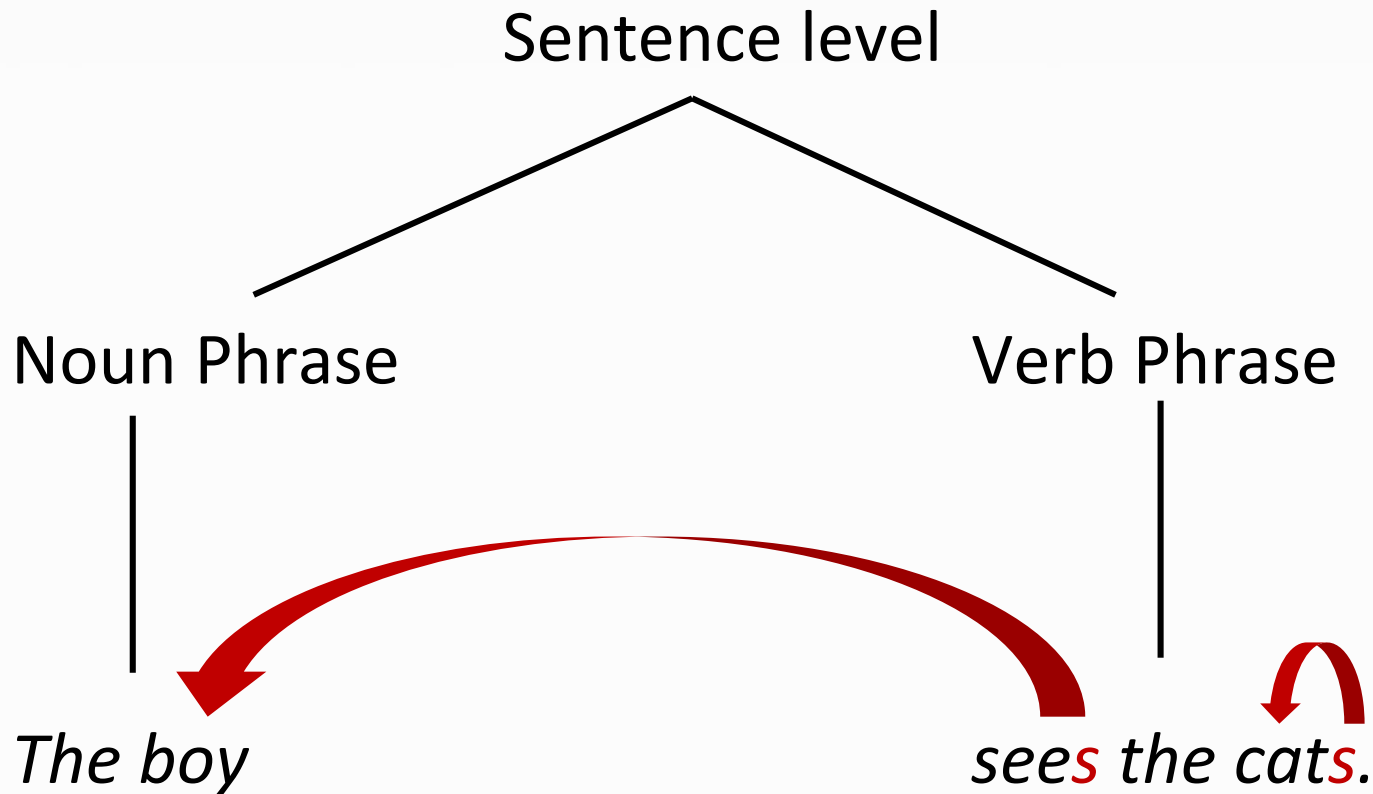 Sentence level
Noun Phrase Verb Phrase
The boy sees the cats.